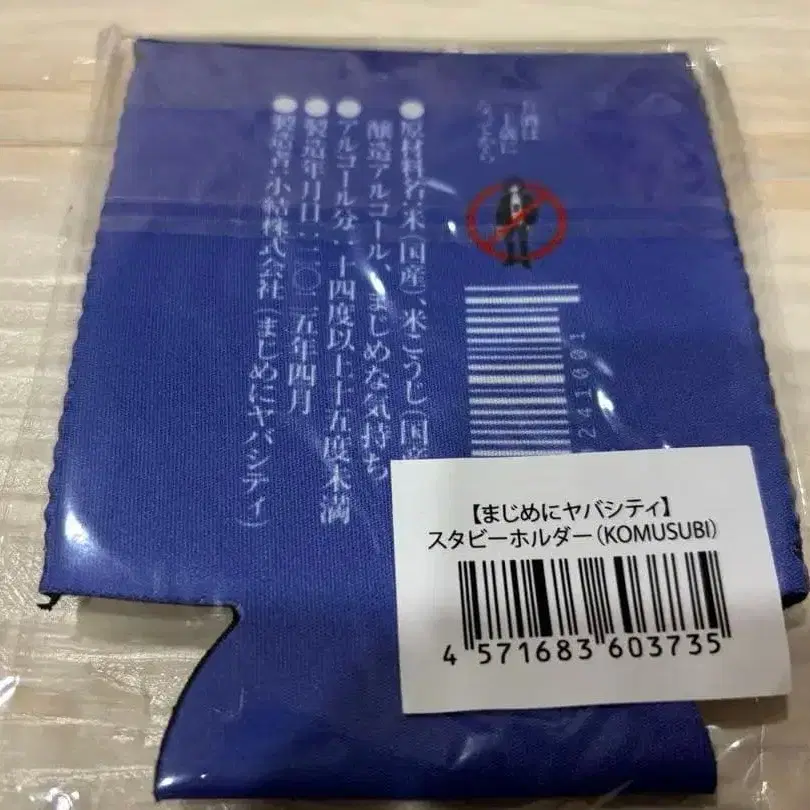 お酒は
二十歳に
なってから
●原材料名:米(国産)、米こうじ(国産
醸造アルコール、まじめな気持ち
●アルコール分:十四度以上十五度未満
●製造年月日:二〇二五年四月
●製造者:小結株式会社(まじめにヤバシティ)
241001
【まじめにヤバシティ】
スタビーホルダー(KOMUSUBI)
4 571683 603735